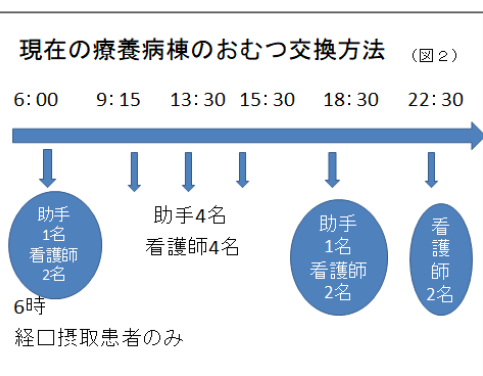 現在の療養病棟のおむつ交換方法 (図2)
6:00 9:15 13:30 15:30 18:30 22:30
助手
1名
看護師
2名
助手4名
看護師4名
助手
1名
看護師
2名
看
護
師
2名
6時
経口摂取患者のみ